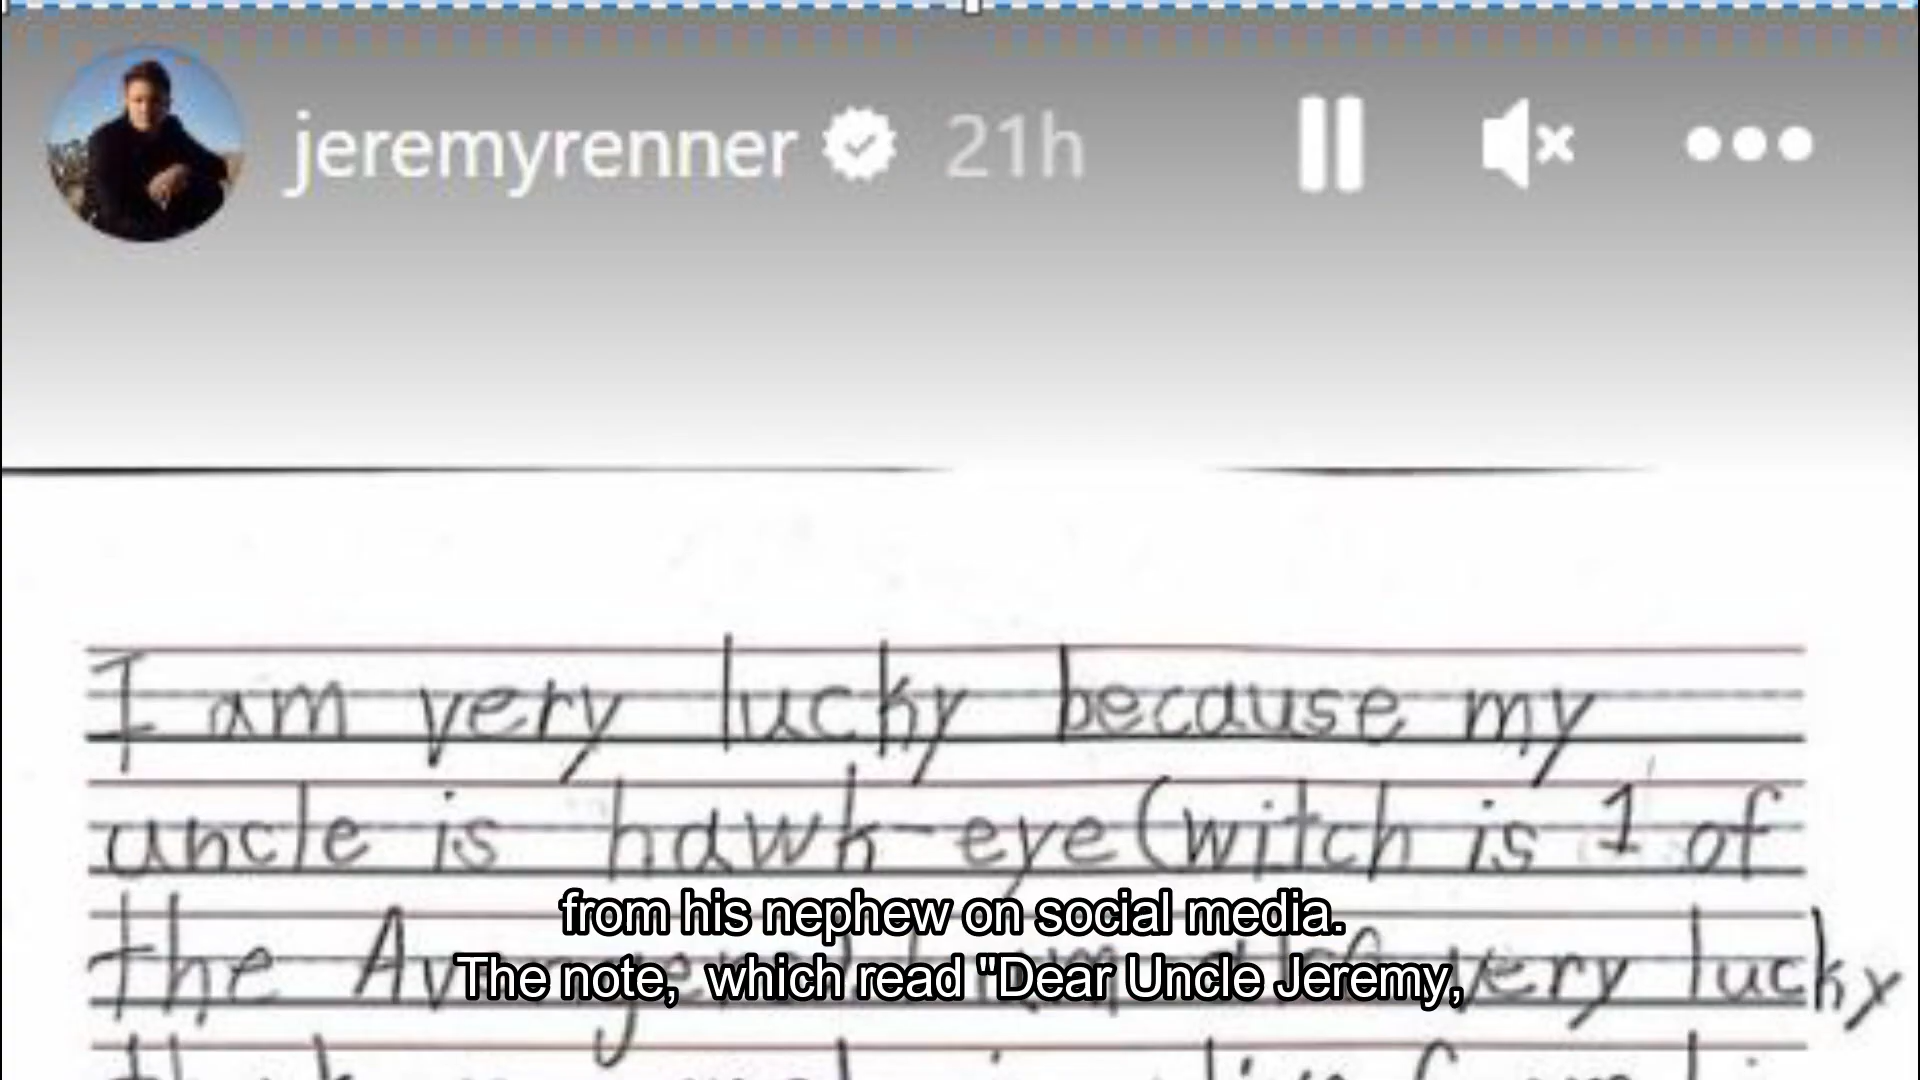 jeremyrenner 21h
I am very lucky because my
uncle is hawk-eye (witch is 1 of
from his nephew on social media.
the very lucky
The note, which read "Dear Uncle Jeremy,